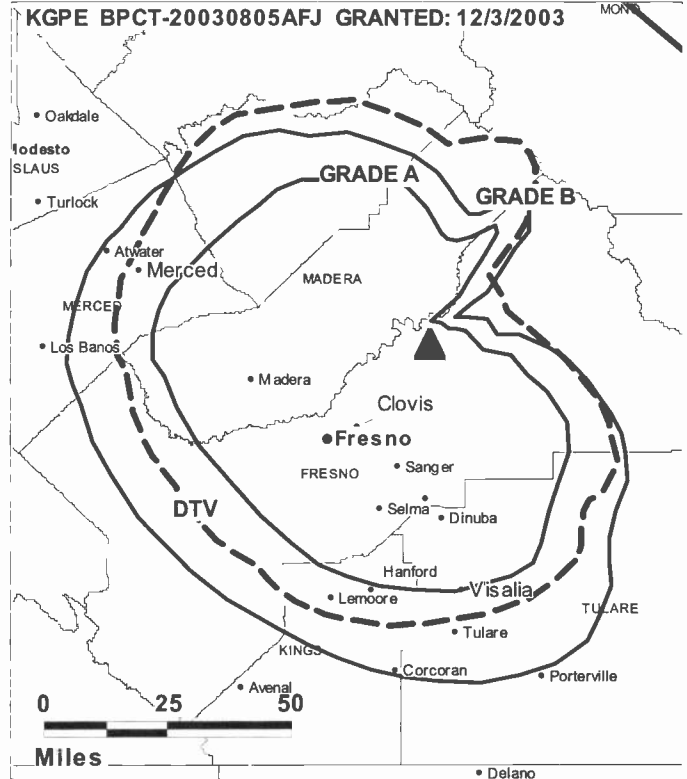 KGPE BPCT-20030805AFJ GRANTED: 12/3/2003
MONO
Oakdale
lodesto
SLAUS
Turlock
GRADE A
GRADE B
Atwater
Merced
MADERA
MERCED
Los Banos
Madera
Clovis
Fresno
FRESNO
Sanger
Selma
Dinuba
DTV
Hanford
Lemoore
Visalia
TULARE
Tulare
KINGS
Corcoran
Porterville
Avenal
0 25 50
Miles
Delano